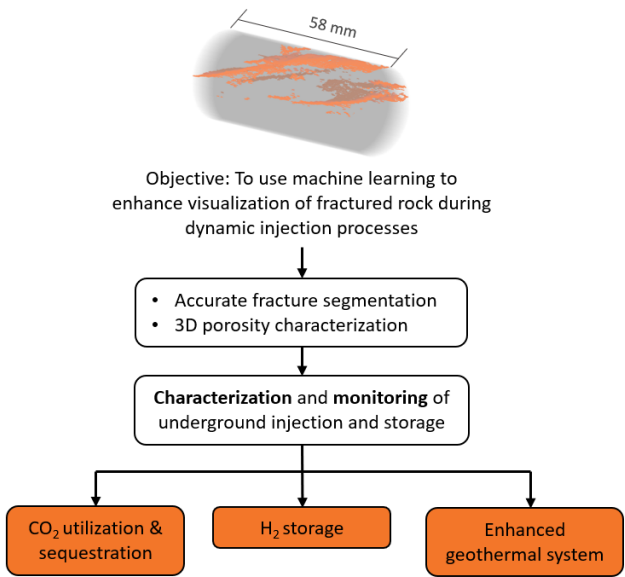 58 mm
Objective: To use machine learning to
enhance visualization of fractured rock during
dynamic injection processes
• Accurate fracture segmentation
• 3D porosity characterization
Characterization and monitoring of
underground injection and storage
CO₂ utilization &
sequestration
H₂ storage
Enhanced
geothermal system